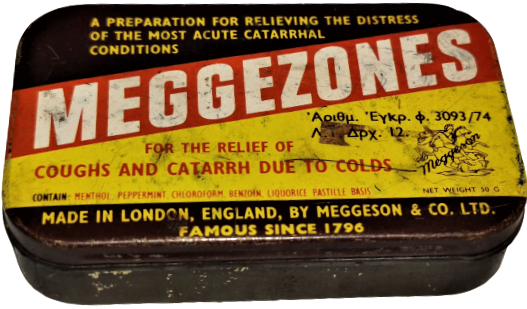 A PREPARATION FOR RELIEVING THE DISTRESS
OF THE MOST ACUTE CATARRHAL
CONDITIONS
MEGGEZONES
Ἀριθμ. Ἐγκρ. φ. 3093/74
Λ. Τ. Δρχ. 12.
FOR THE RELIEF OF
COUGHS AND CATARRH DUE TO COLDS
Meggeson
CONTAIN: MENTHOL, PEPPERMINT, CHLOROFORM, BENZOIN, LIQUORICE PASTILLE BASIS
NET WEIGHT 50 G
MADE IN LONDON, ENGLAND, BY MEGGESON & CO. LTD.
FAMOUS SINCE 1796